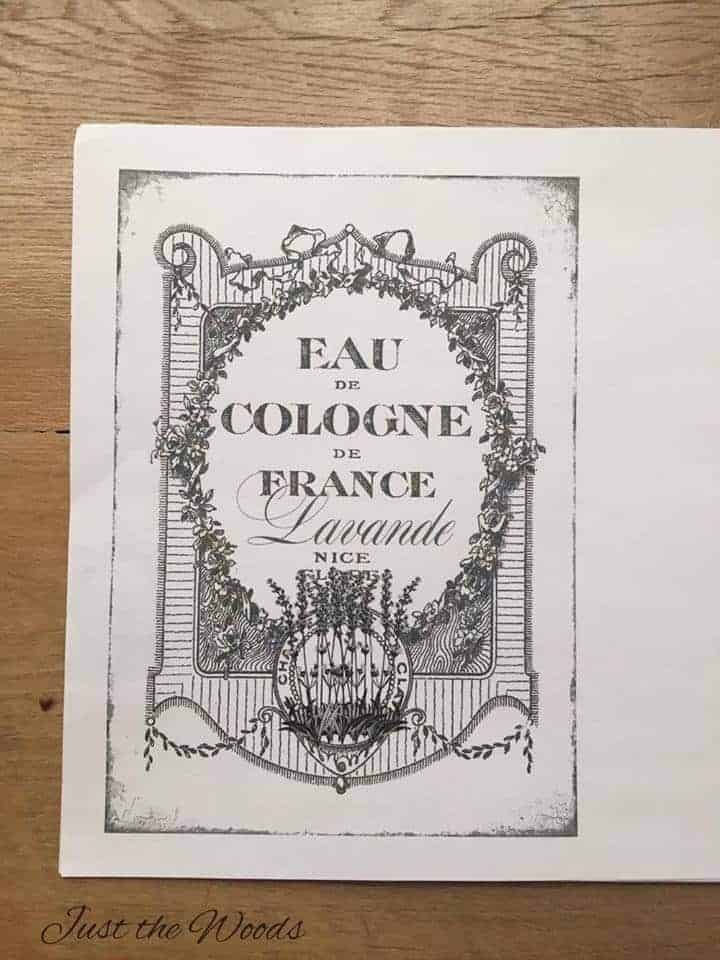 EAU
DE
COLOGNE
DE
FRANCE
Lavande
NICE
Just the Woods